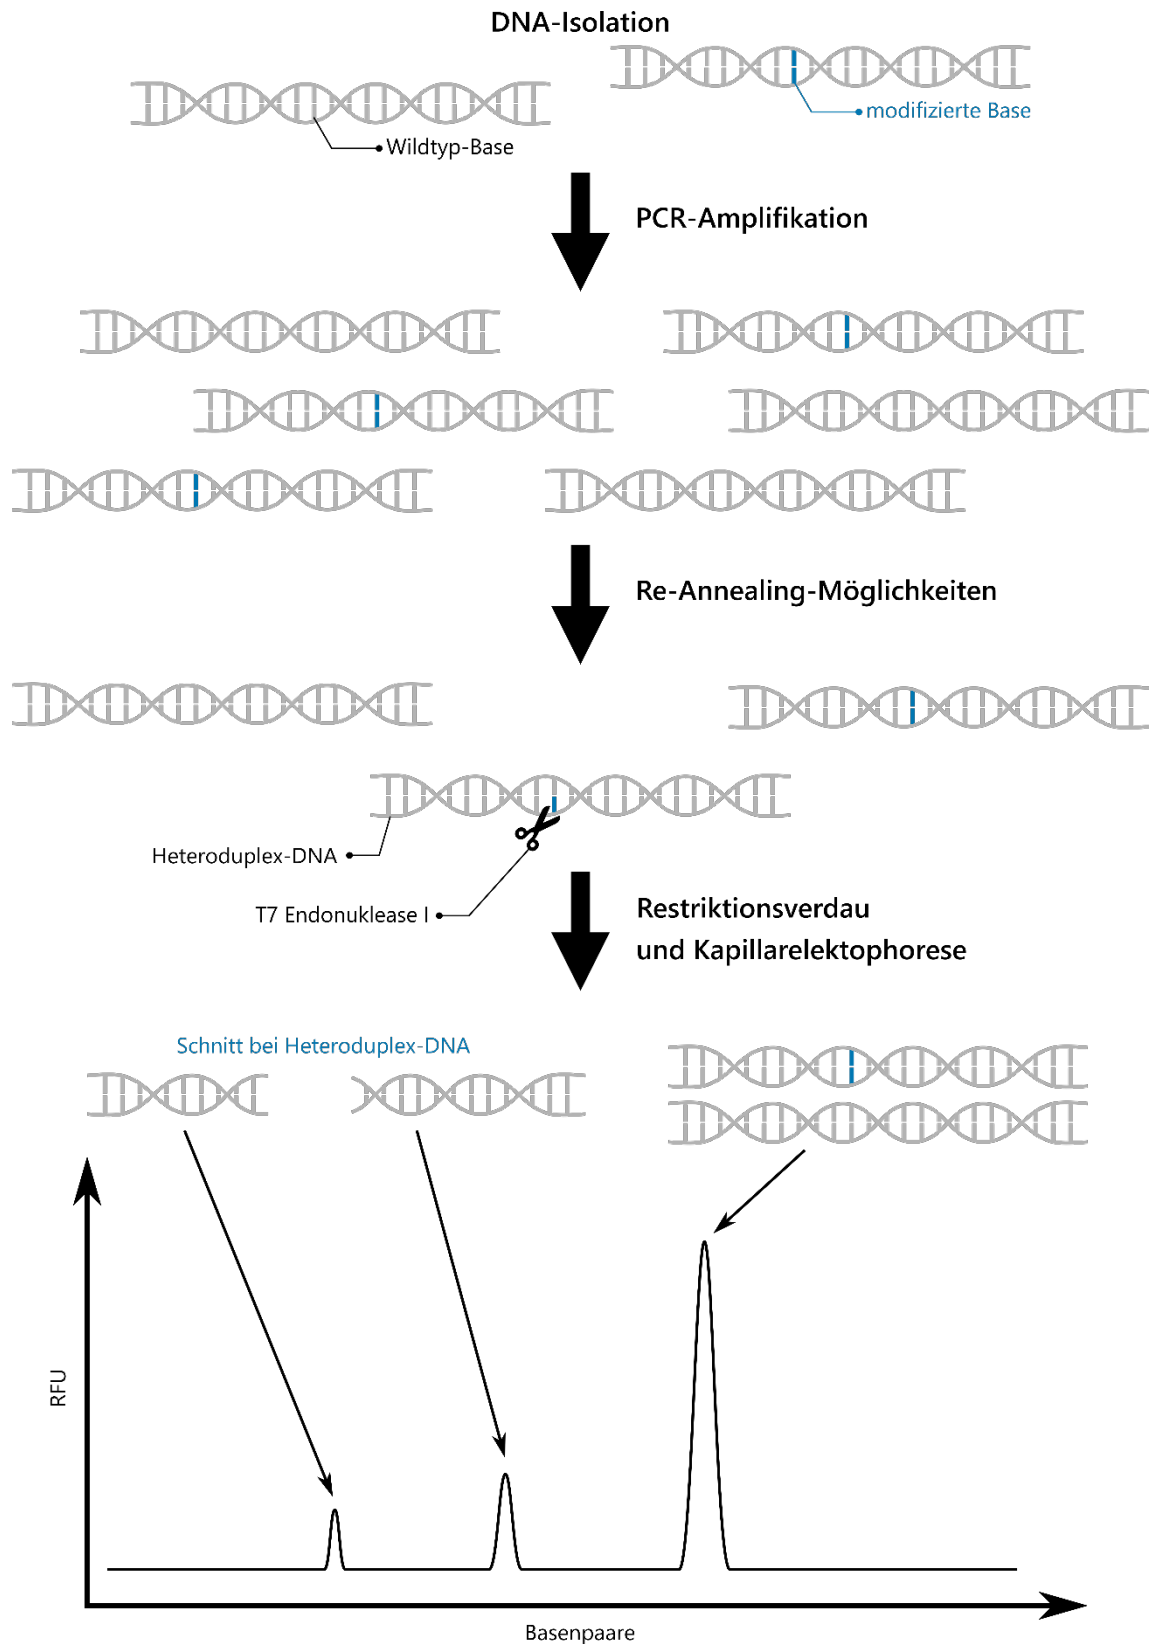 DNA-Isolation
modifizierte Base
Wildtyp-Base
PCR-Amplifikation
Re-Annealing-Möglichkeiten
Heteroduplex-DNA
T7 Endonuklease I
Restriktionsverdau
und Kapillarelektophorese
Schnitt bei Heteroduplex-DNA
RFU
Basenpaare